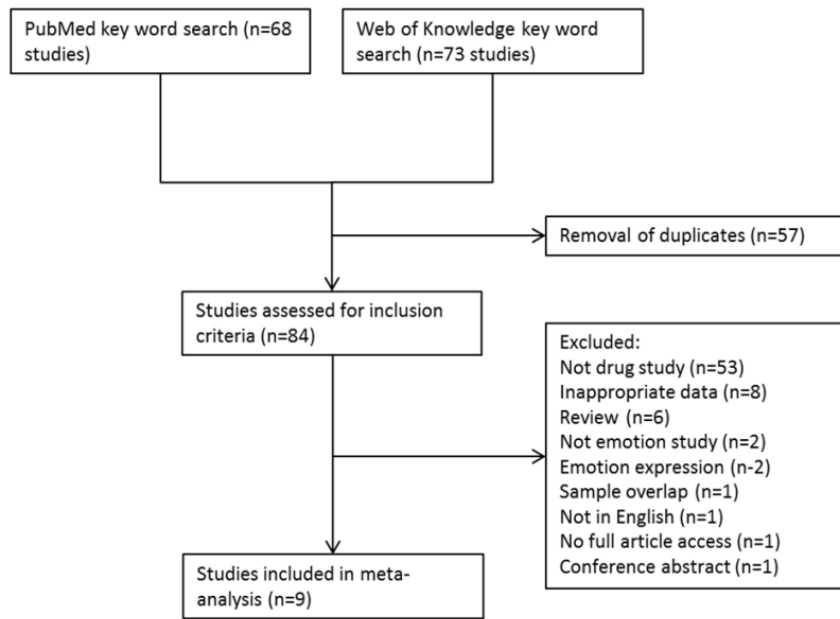 PubMed key word search (n=68
studies)
Web of Knowledge key word
search (n=73 studies)
Removal of duplicates (n=57)
Studies assessed for inclusion
criteria (n=84)
Excluded:
Not drug study (n=53)
Inappropriate data (n=8)
Review (n=6)
Not emotion study (n=2)
Emotion expression (n-2)
Sample overlap (n=1)
Not in English (n=1)
No full article access (n=1)
Conference abstract (n=1)
Studies included in meta-
analysis (n=9)